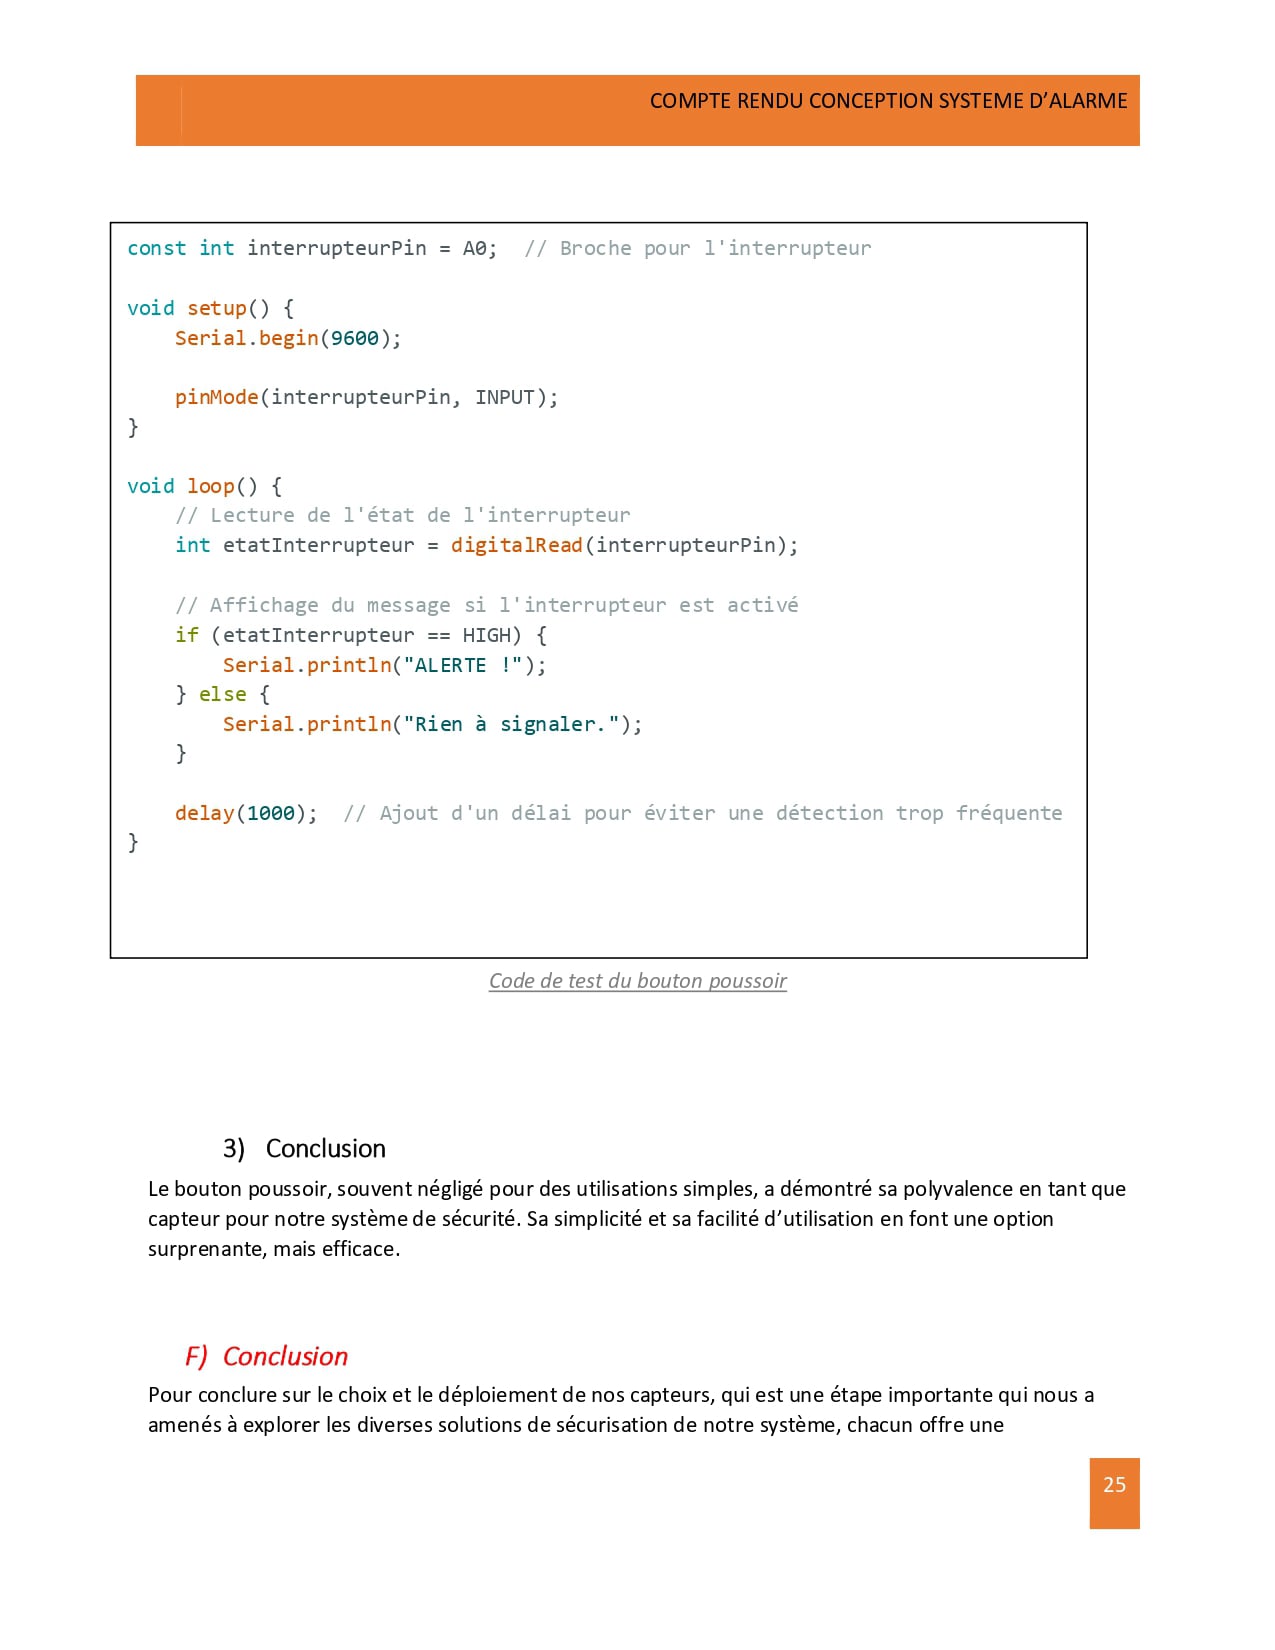 COMPTE RENDU CONCEPTION SYSTEME D’ALARME
const int interrupteurPin = A0;  // Broche pour l'interrupteur
void setup() {
    Serial.begin(9600);
    pinMode(interrupteurPin, INPUT);
}
void loop() {
    // Lecture de l'état de l'interrupteur
    int etatInterrupteur = digitalRead(interrupteurPin);
    // Affichage du message si l'interrupteur est activé
    if (etatInterrupteur == HIGH) {
        Serial.println("ALERTE !");
    } else {
        Serial.println("Rien à signaler.");
    }
    delay(1000);  // Ajout d'un délai pour éviter une détection trop fréquente
}
Code de test du bouton poussoir
3) Conclusion
Le bouton poussoir, souvent négligé pour des utilisations simples, a démontré sa polyvalence en tant que
capteur pour notre système de sécurité. Sa simplicité et sa facilité d’utilisation en font une option
surprenante, mais efficace.
F) Conclusion
Pour conclure sur le choix et le déploiement de nos capteurs, qui est une étape importante qui nous a
amenés à explorer les diverses solutions de sécurisation de notre système, chacun offre une
25